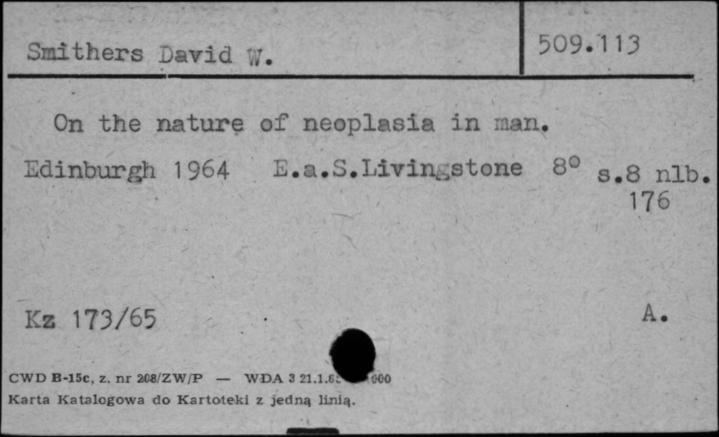 Smithers David W.
509.113
On the nature of neoplasia in man.
Edinburgh 1964 E.a.S.Livingstone 8° s.8 nlb.
176
Kz 173/65
A.
CWD B-15c, z. nr 208/ZW/P — WDA 3 21.1.6 000
Karta Katalogowa do Kartoteki z jedną linią.